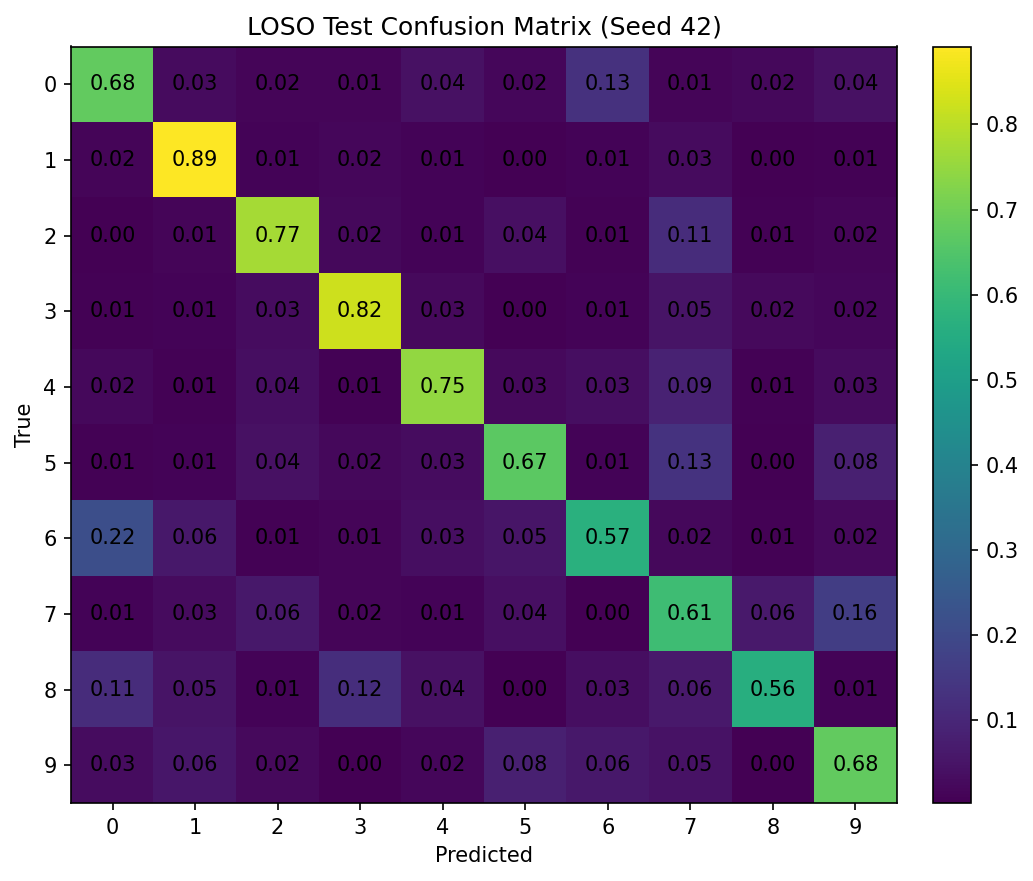 LOSO Test Confusion Matrix (Seed 42)
0 0.68 0.03 0.02 0.01 0.04 0.02 0.13 0.01 0.02 0.04
1 0.02 0.89 0.01 0.02 0.01 0.00 0.01 0.03 0.00 0.01
2 0.00 0.01 0.77 0.02 0.01 0.04 0.01 0.11 0.01 0.02
3 0.01 0.01 0.03 0.82 0.03 0.00 0.01 0.05 0.02 0.02
4 0.02 0.01 0.04 0.01 0.75 0.03 0.03 0.09 0.01 0.03
5 0.01 0.01 0.04 0.02 0.03 0.67 0.01 0.13 0.00 0.08
6 0.22 0.06 0.01 0.01 0.03 0.05 0.57 0.02 0.01 0.02
7 0.01 0.03 0.06 0.02 0.01 0.04 0.00 0.61 0.06 0.16
8 0.11 0.05 0.01 0.12 0.04 0.00 0.03 0.06 0.56 0.01
9 0.03 0.06 0.02 0.00 0.02 0.08 0.06 0.05 0.00 0.68
0 1 2 3 4 5 6 7 8 9
Predicted
True
0.8
0.7
0.6
0.5
0.4
0.3
0.2
0.1